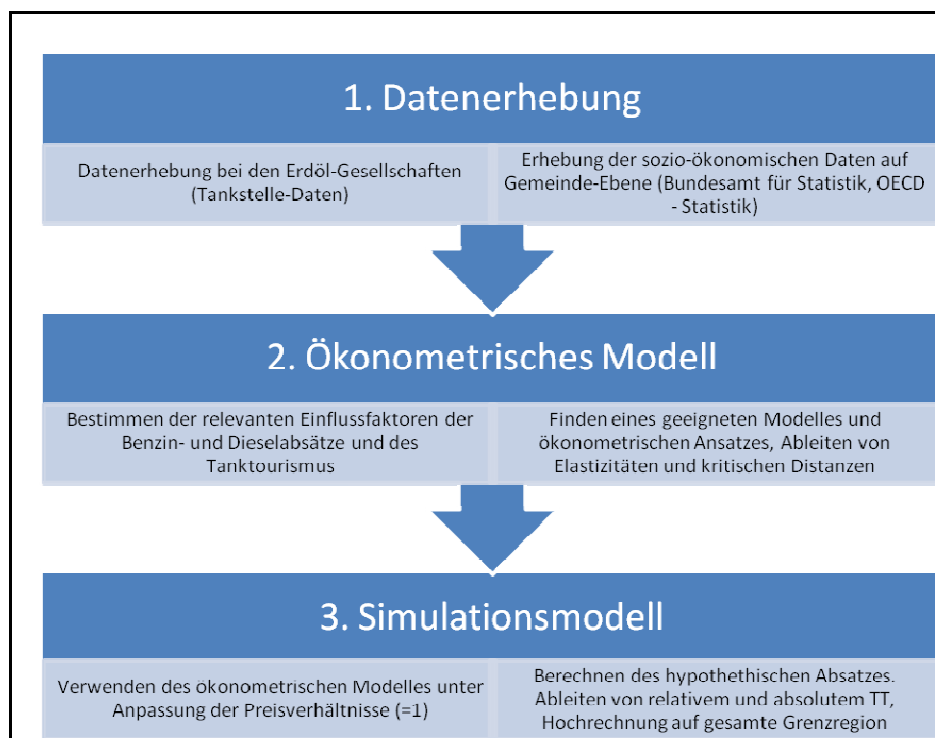 1. Datenerhebung
Datenerhebung bei den Erdöl-Gesellschaften
(Tankstelle-Daten)
Erhebung der sozio-ökonomischen Daten auf
Gemeinde-Ebene (Bundesamt für Statistik, OECD
- Statistik)
2. Ökonometrisches Modell
Bestimmen der relevanten Einflussfaktoren der
Benzin- und Dieselabsätze und des
Tanktourismus
Finden eines geeigneten Modelles und
ökonometrischen Ansatzes, Ableiten von
Elastizitäten und kritischen Distanzen
3. Simulationsmodell
Verwenden des ökonometrischen Modelles unter
Anpassung der Preisverhältnisse (=1)
Berechnen des hypothethischen Absatzes.
Ableiten von relativem und absolutem TT,
Hochrechnung auf gesamte Grenzregion